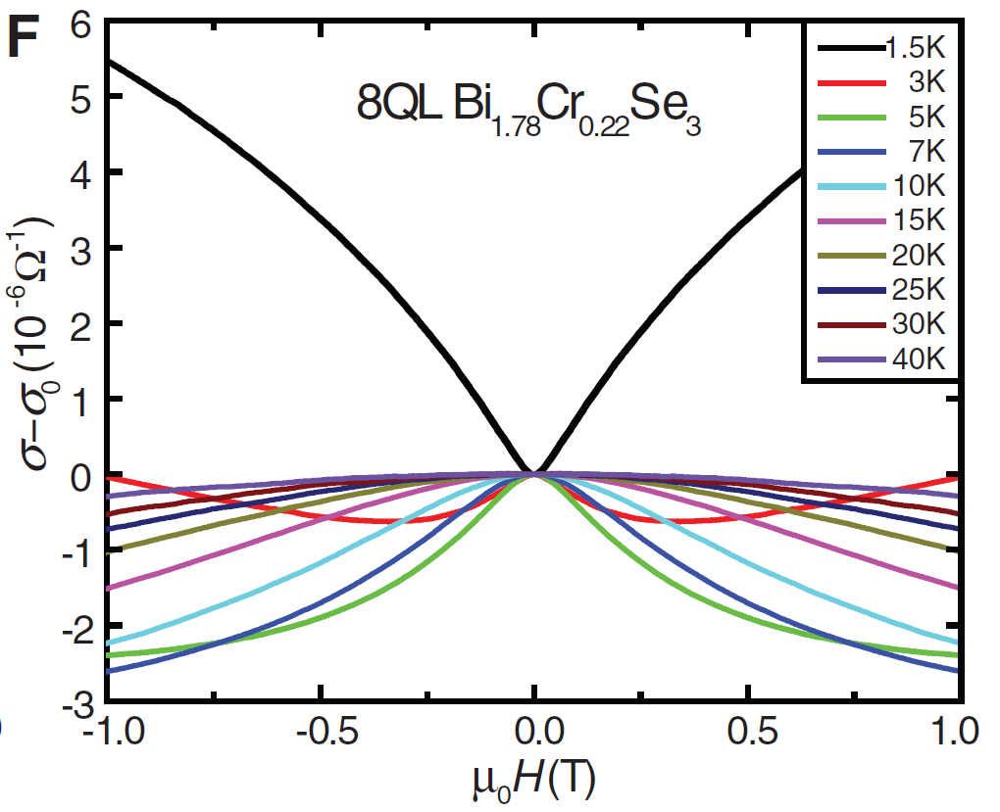 F
8QL Bi1.78Cr0.22Se3
1.5K
3K
5K
7K
10K
15K
20K
25K
30K
40K
σ−σ0 (10-6 Ω-1)
6
5
4
3
2
1
0
-1
-2
-3
-1.0 -0.5 0.0 0.5 1.0
μ0H(T)